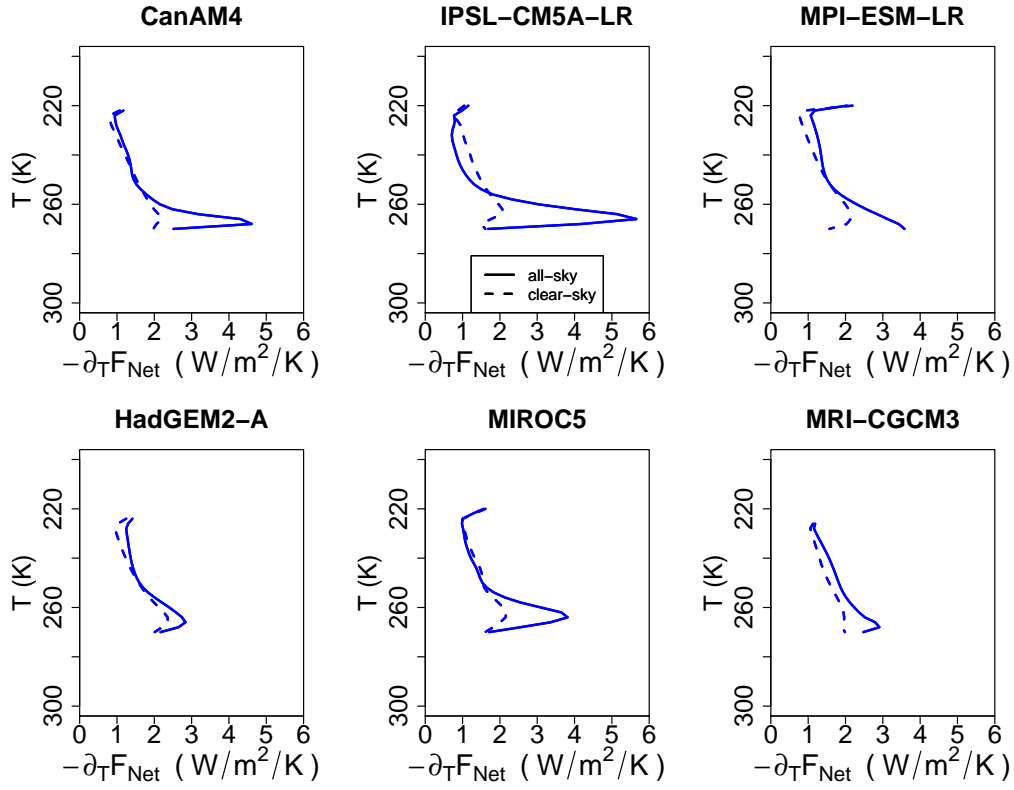 CanAM4
IPSL−CM5A−LR
MPI−ESM−LR
T (K)
220
260
300
0 1 2 3 4 5 6
−∂TFNet ( W/m²/K )
T (K)
220
260
300
all−sky
clear−sky
0 1 2 3 4 5 6
−∂TFNet ( W/m²/K )
T (K)
220
260
300
0 1 2 3 4 5 6
−∂TFNet ( W/m²/K )
HadGEM2−A
MIROC5
MRI−CGCM3
T (K)
220
260
300
0 1 2 3 4 5 6
−∂TFNet ( W/m²/K )
T (K)
220
260
300
0 1 2 3 4 5 6
−∂TFNet ( W/m²/K )
T (K)
220
260
300
0 1 2 3 4 5 6
−∂TFNet ( W/m²/K )